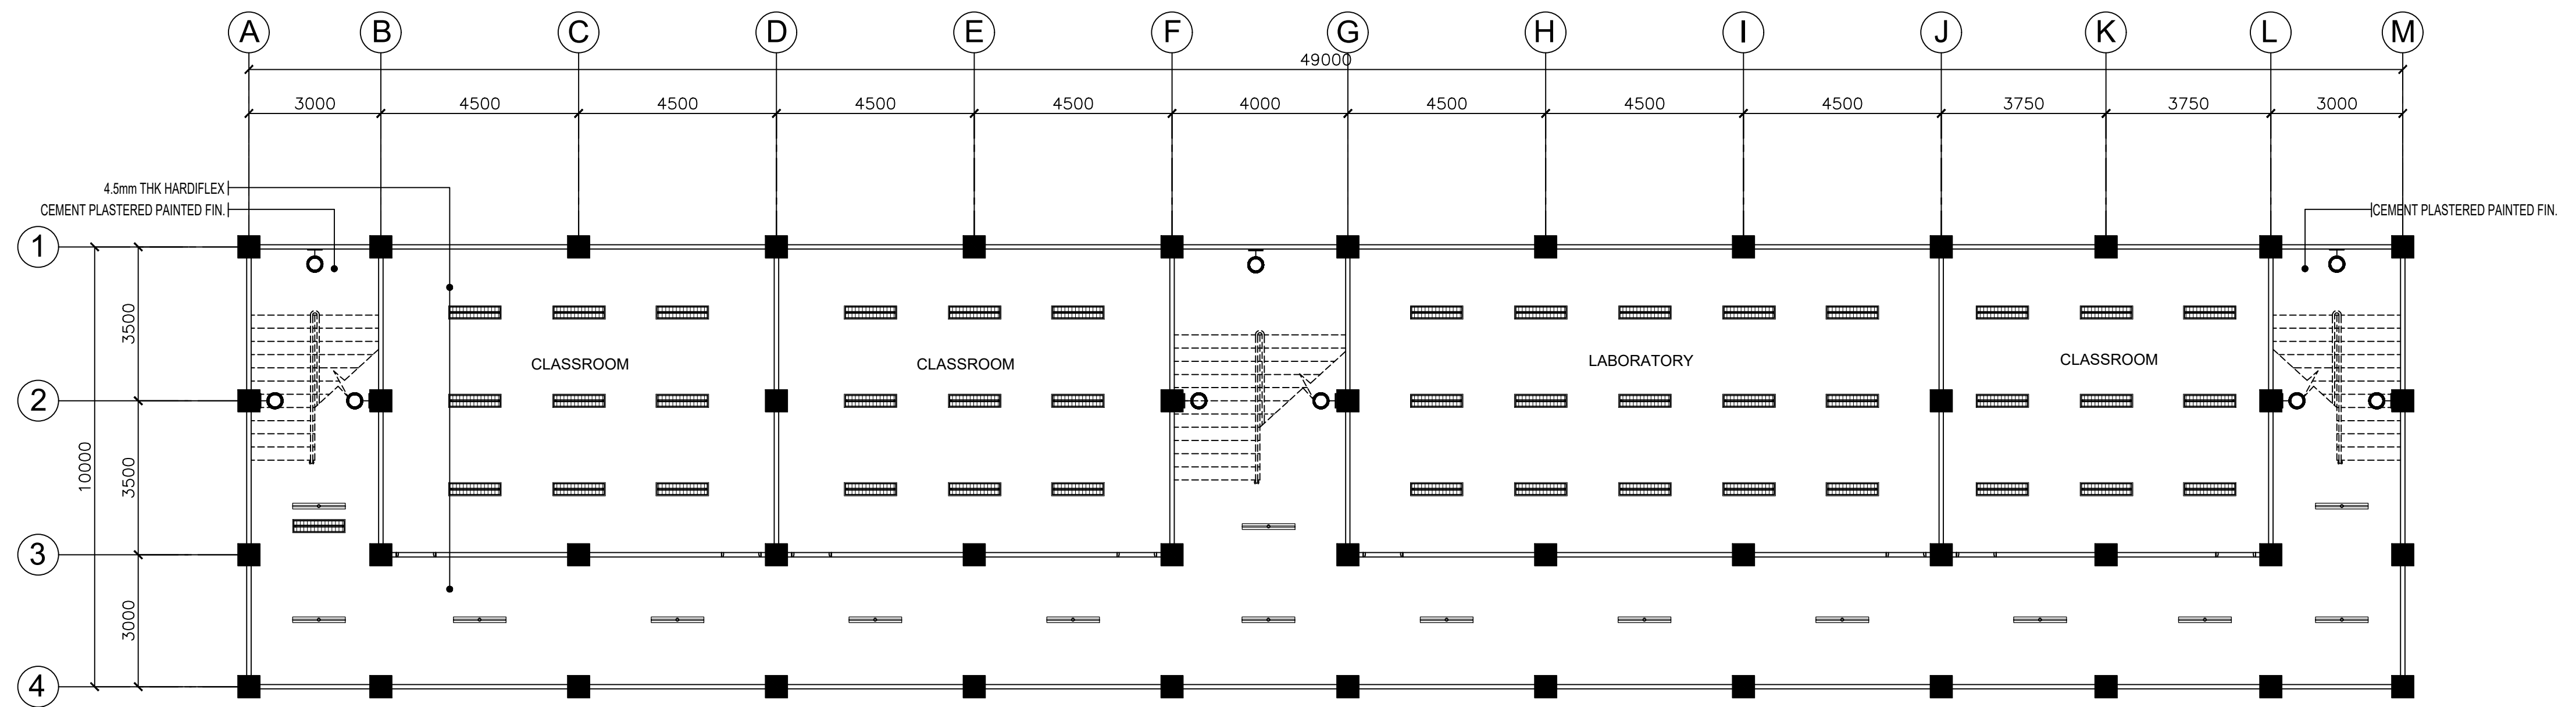 A B C D E F G H I J K L M
49000
3000 4500 4500 4500 4500 4000 4500 4500 4500 3750 3750 3000
4.5mm THK HARDIFLEX
CEMENT PLASTERED PAINTED FIN.
CEMENT PLASTERED PAINTED FIN.
1
3500
CLASSROOM
CLASSROOM
LABORATORY
CLASSROOM
2
10000
3500
3
3000
4